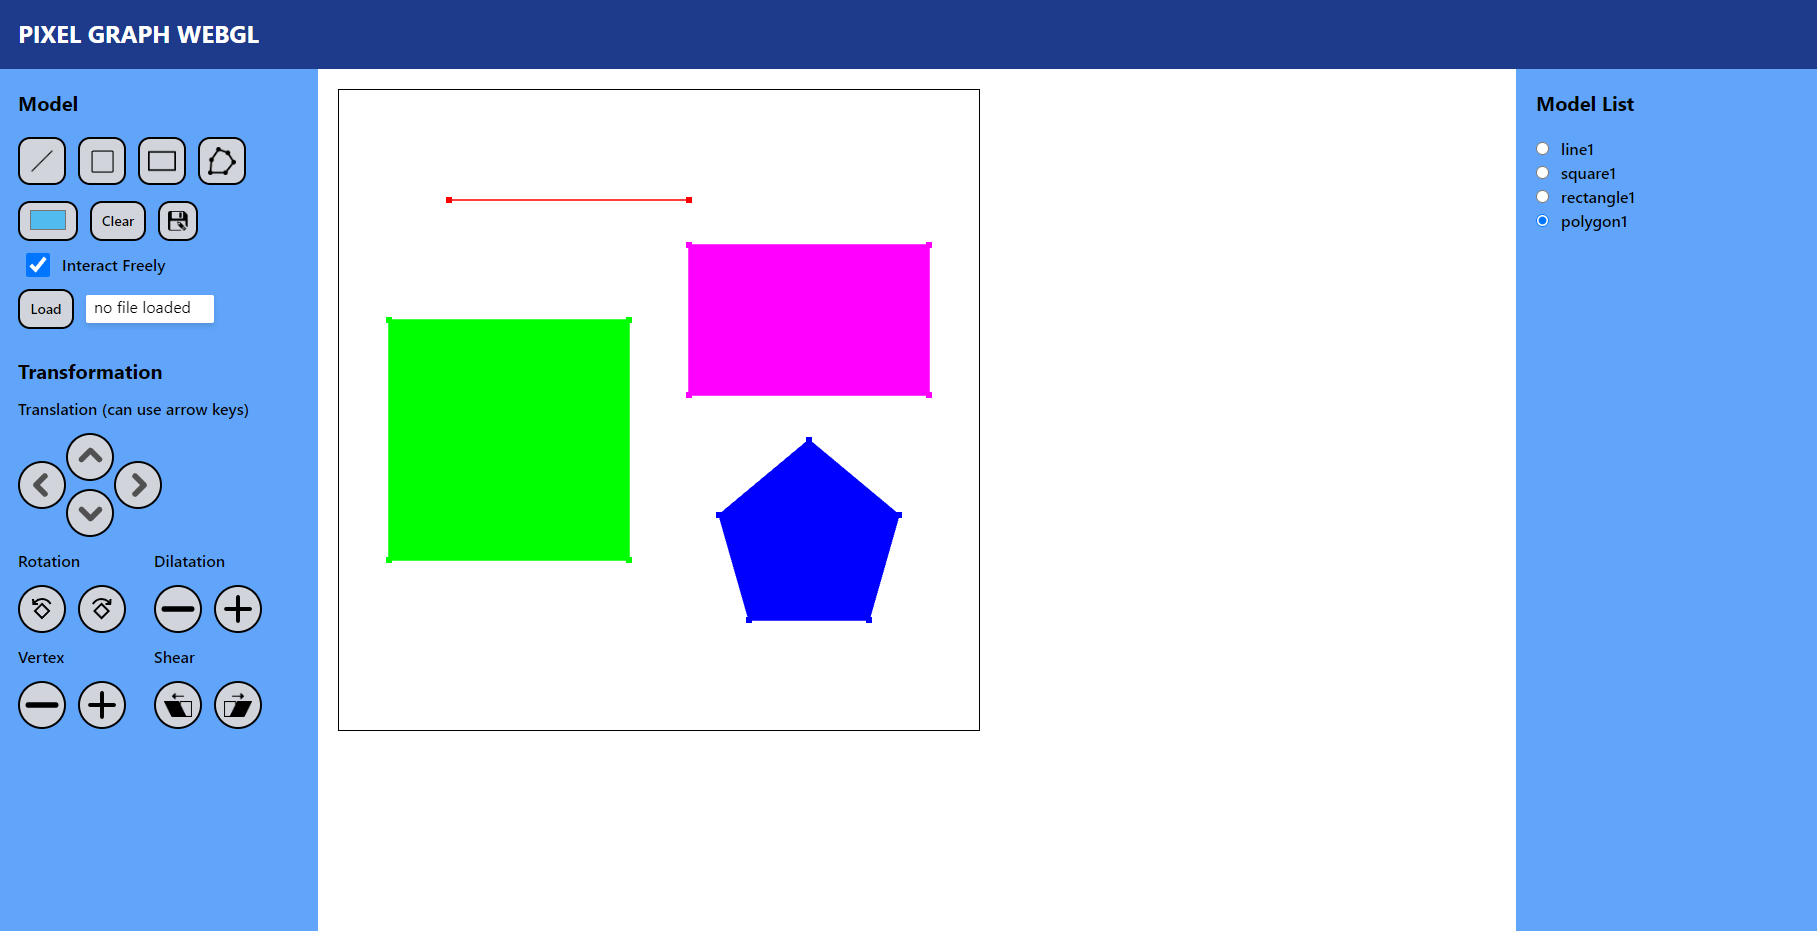 PIXEL GRAPH WEBGL
Model
Clear
Interact Freely
Load
no file loaded
Transformation
Translation (can use arrow keys)
Rotation
Dilatation
Vertex
Shear
Model List
line1
square1
rectangle1
polygon1